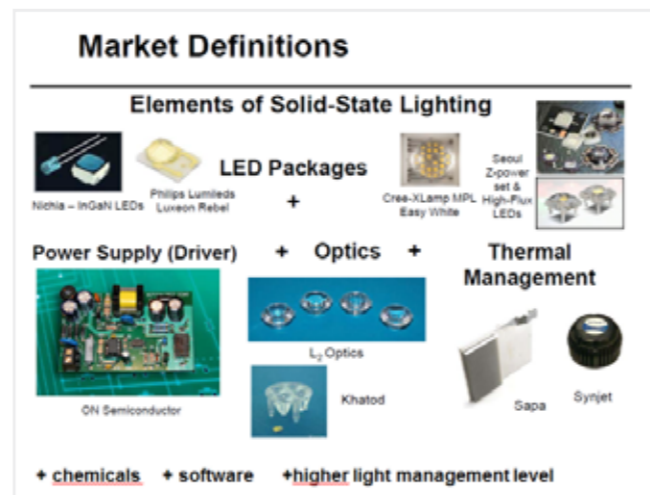 Market Definitions
Elements of Solid-State Lighting
LED Packages
+
Nichia – InGaN LEDs
Philips Lumileds
Luxeon Rebel
Cree-XLamp MPL
Easy White
Seoul
Z-power
set &
High-Flux
LEDs
Power Supply (Driver) + Optics + Thermal
Management
L2 Optics
Khatod
ON Semiconductor
Sapa
Synjet
+ chemicals + software +higher light management level